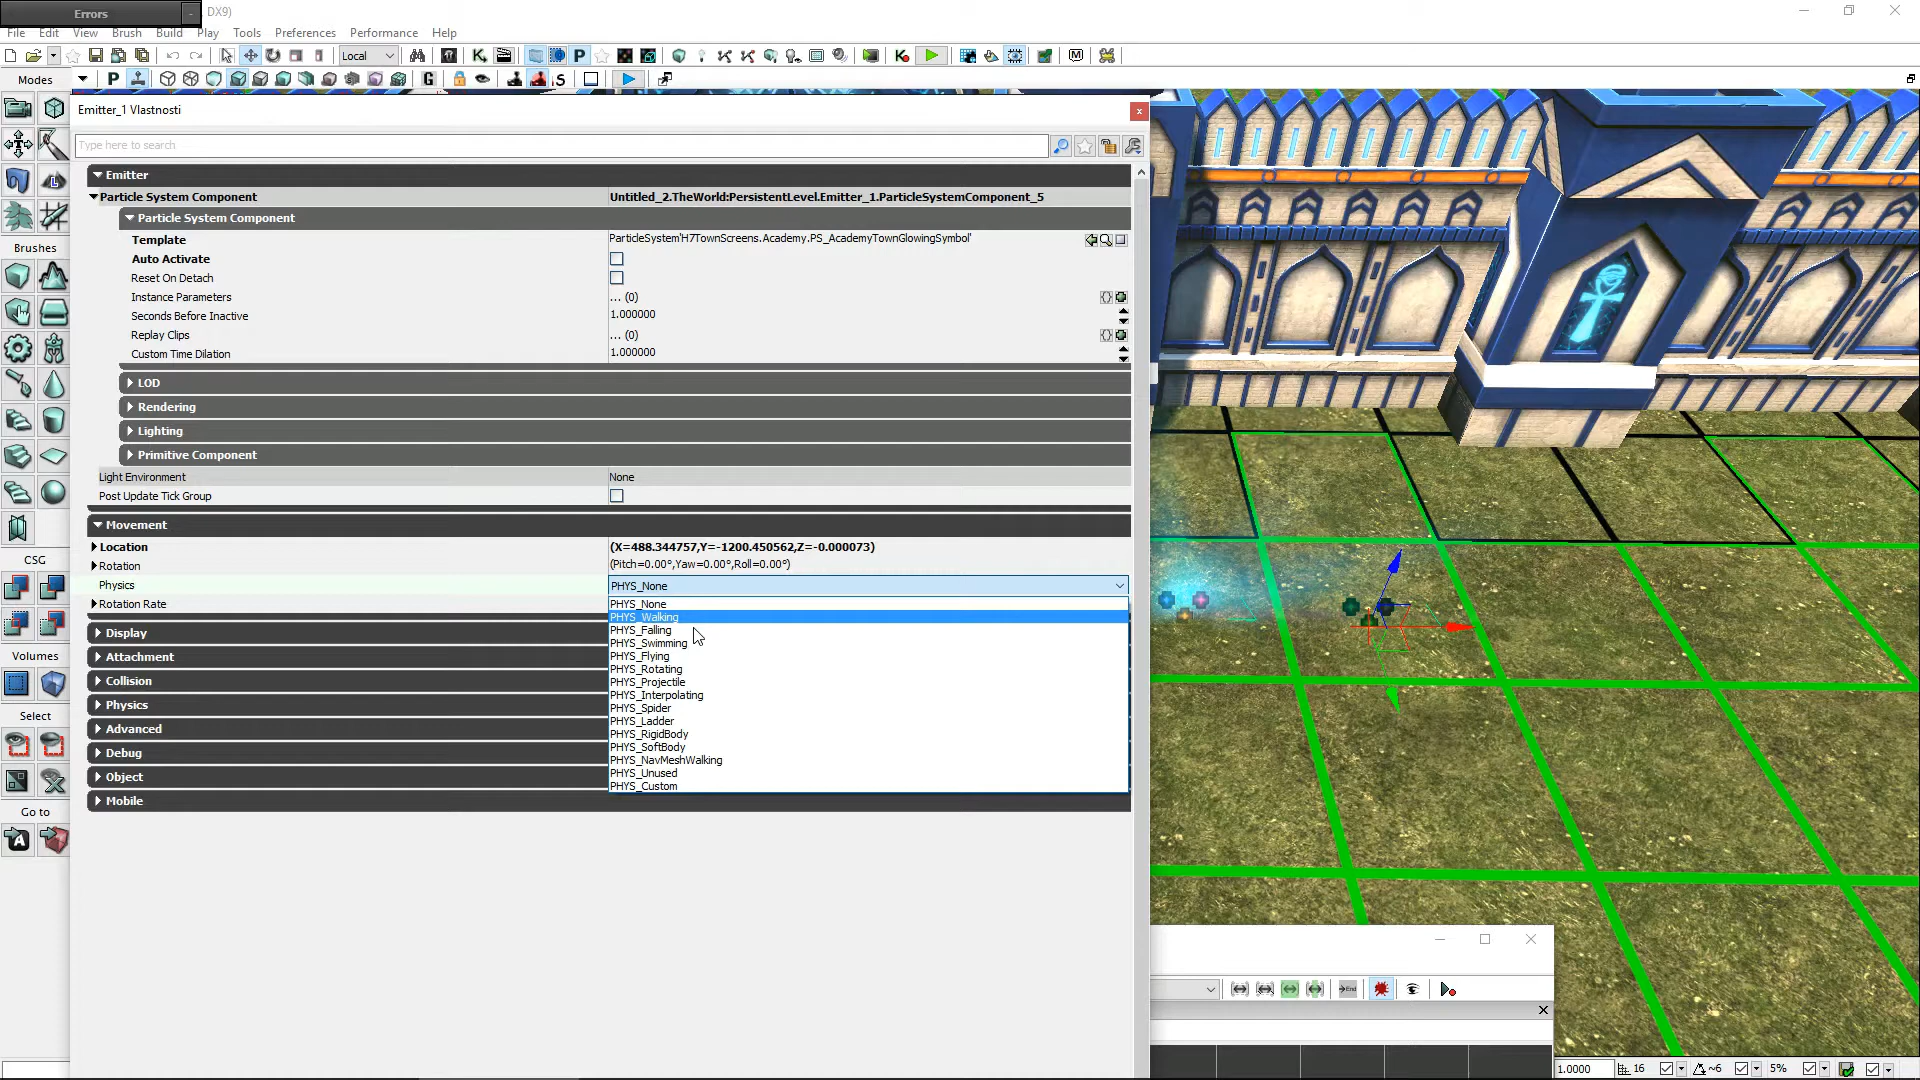 Errors
-
DX9)
File Edit View Brush Build Play Tools Preferences Performance Help
Local
Modes
Emitter_1 Vlastnosti
Type here to search
Emitter
Particle System Component
Untitled_2.TheWorld:PersistentLevel.Emitter_1.ParticleSystemComponent_5
Particle System Component
Template
ParticleSystem'H7TownScreens.Academy.PS_AcademyTownGlowingSymbol'
Auto Activate
Reset On Detach
Instance Parameters
... (0)
Seconds Before Inactive
1.000000
Replay Clips
... (0)
Custom Time Dilation
1.000000
LOD
Rendering
Lighting
Primitive Component
Light Environment
None
Post Update Tick Group
Movement
Location
(X=488.344757,Y=-1200.450562,Z=-0.000073)
Rotation
(Pitch=0.00°,Yaw=0.00°,Roll=0.00°)
Physics
PHYS_None
Rotation Rate
PHYS_None
PHYS_Walking
PHYS_Falling
PHYS_Swimming
PHYS_Flying
PHYS_Rotating
PHYS_Projectile
PHYS_Interpolating
PHYS_Spider
PHYS_Ladder
PHYS_RigidBody
PHYS_SoftBody
PHYS_NavMeshWalking
PHYS_Unused
PHYS_Custom
Display
Attachment
Collision
Physics
Advanced
Debug
Object
Mobile
Brushes
CSG
Volumes
Select
Go to
End
1.0000
16
~6
5%